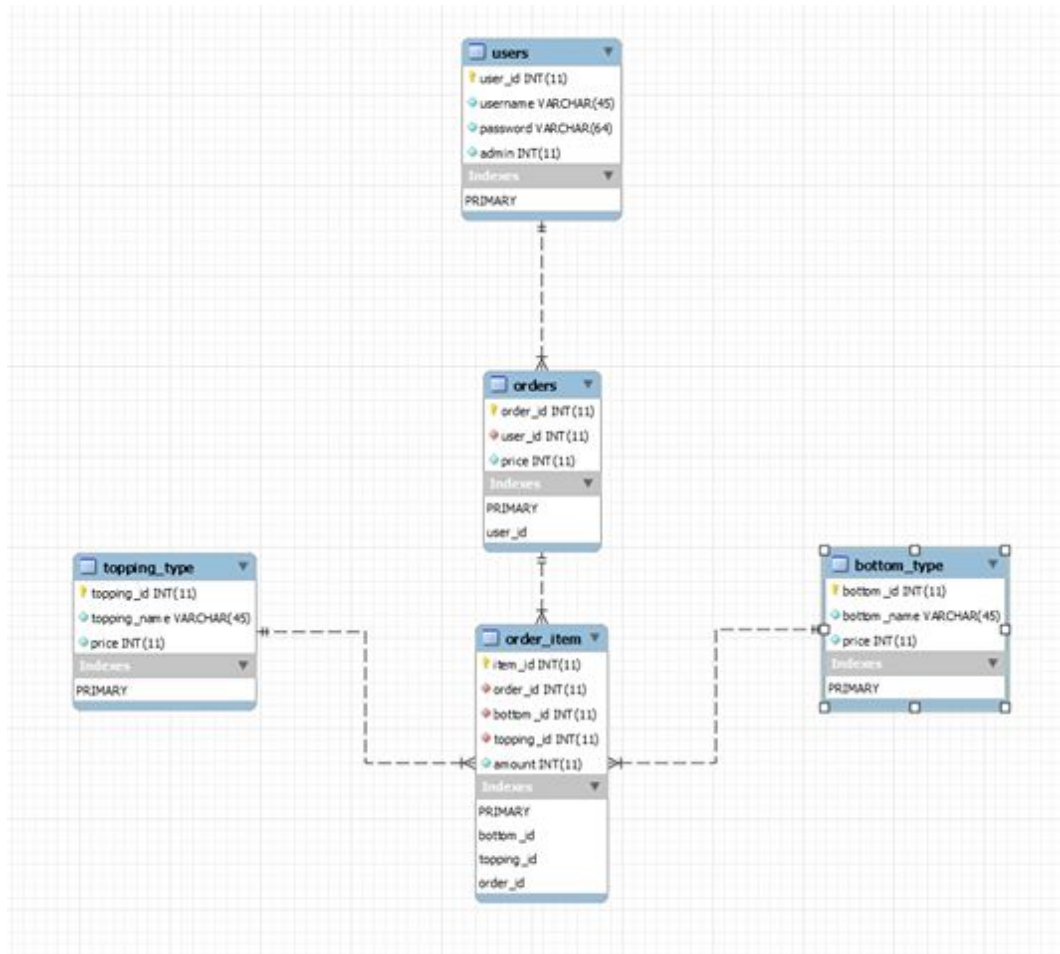 users
user_id INT(11)
username VARCHAR(45)
password VARCHAR(64)
admin INT(11)
Indexes
PRIMARY
orders
order_id INT(11)
user_id INT(11)
price INT(11)
Indexes
PRIMARY
user_id
topping_type
topping_id INT(11)
topping_name VARCHAR(45)
price INT(11)
Indexes
PRIMARY
order_item
item_id INT(11)
order_id INT(11)
bottom_id INT(11)
topping_id INT(11)
amount INT(11)
Indexes
PRIMARY
bottom_id
topping_id
order_id
bottom_type
bottom_id INT(11)
bottom_name VARCHAR(45)
price INT(11)
Indexes
PRIMARY